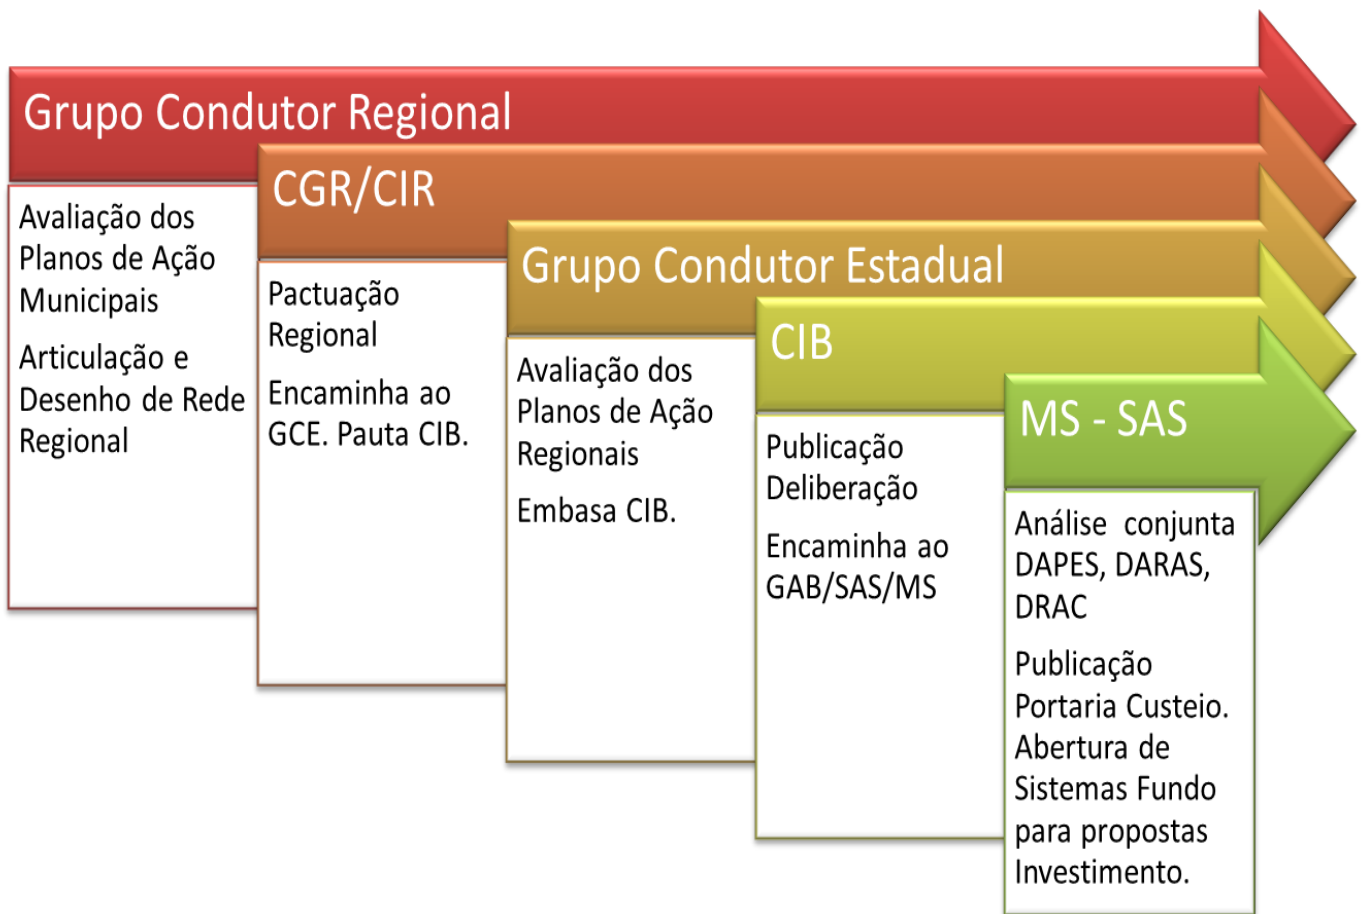 Grupo Condutor Regional
Avaliação dos
Planos de Ação
Municipais
Articulação e
Desenho de Rede
Regional
CGR/CIR
Pactuação
Regional
Encaminha ao
GCE. Pauta CIB.
Grupo Condutor Estadual
Avaliação dos
Planos de Ação
Regionais
Embasa CIB.
CIB
Publicação
Deliberação
Encaminha ao
GAB/SAS/MS
MS - SAS
Análise conjunta
DAPES, DARAS,
DRAC
Publicação
Portaria Custeio.
Abertura de
Sistemas Fundo
para propostas
Investimento.